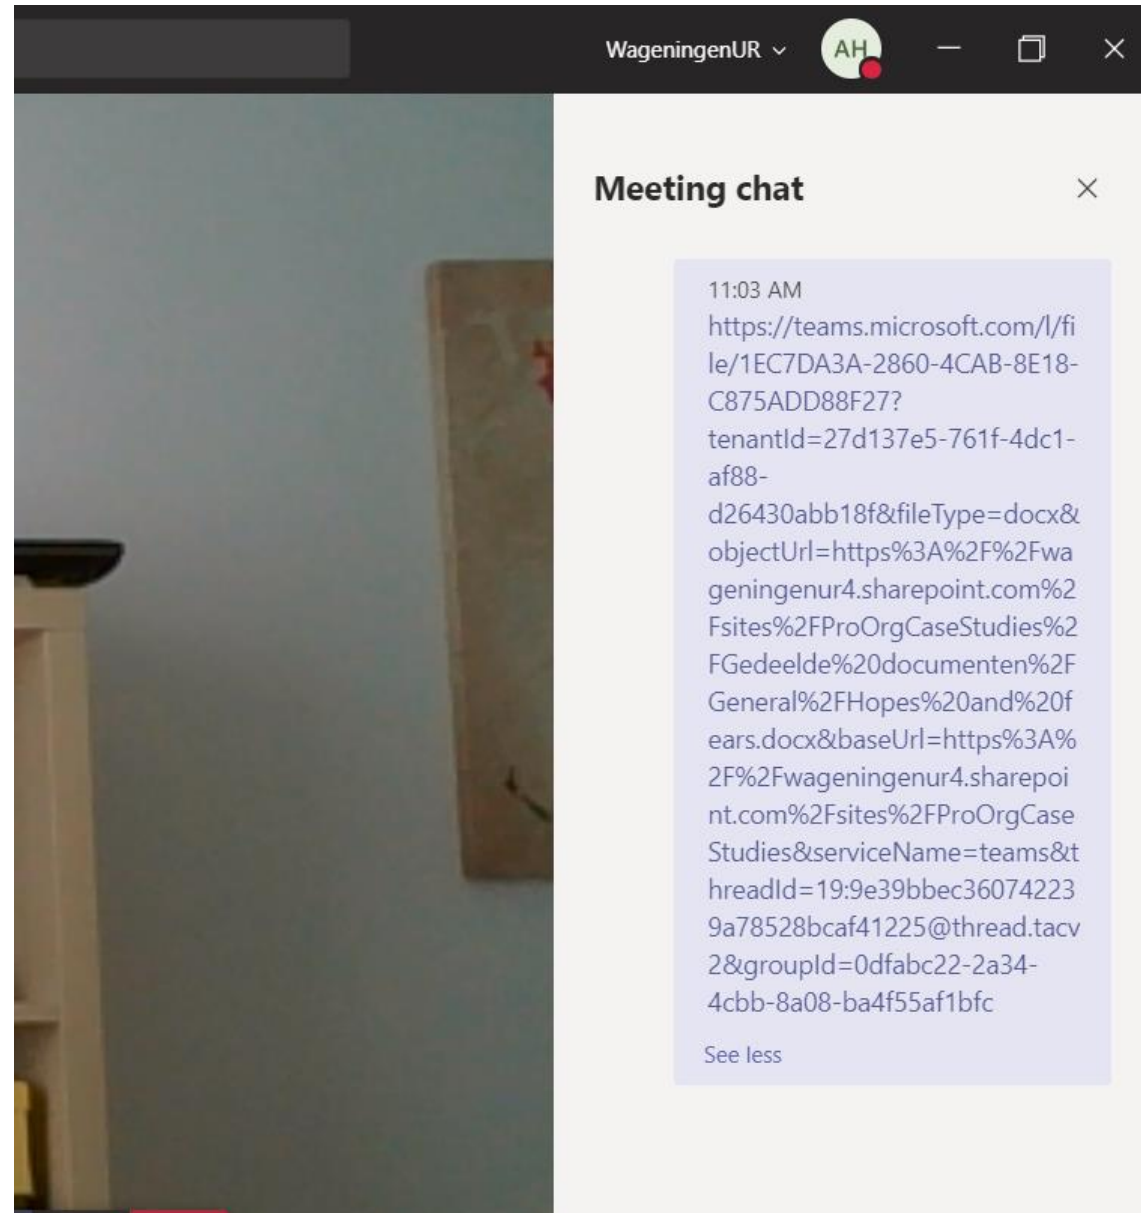 WageningenUR
AH
Meeting chat
11:03 AM
https://teams.microsoft.com/l/fi
le/1EC7DA3A-2860-4CAB-8E18-
C875ADD88F27?
tenantId=27d137e5-761f-4dc1-
af88-
d26430abb18f&fileType=docx&
objectUrl=https%3A%2F%2Fwa
geningenur4.sharepoint.com%2
Fsites%2FProOrgCaseStudies%2
FGedeelde%20documenten%2F
General%2FHopes%20and%20f
ears.docx&baseUrl=https%3A%
2F%2Fwageningenur4.sharepoi
nt.com%2Fsites%2FProOrgCase
Studies&serviceName=teams&t
hreadId=19:9e39bbec36074223
9a78528bcaf41225@thread.tacv
2&groupId=0dfabc22-2a34-
4cbb-8a08-ba4f55af1bfc
See less